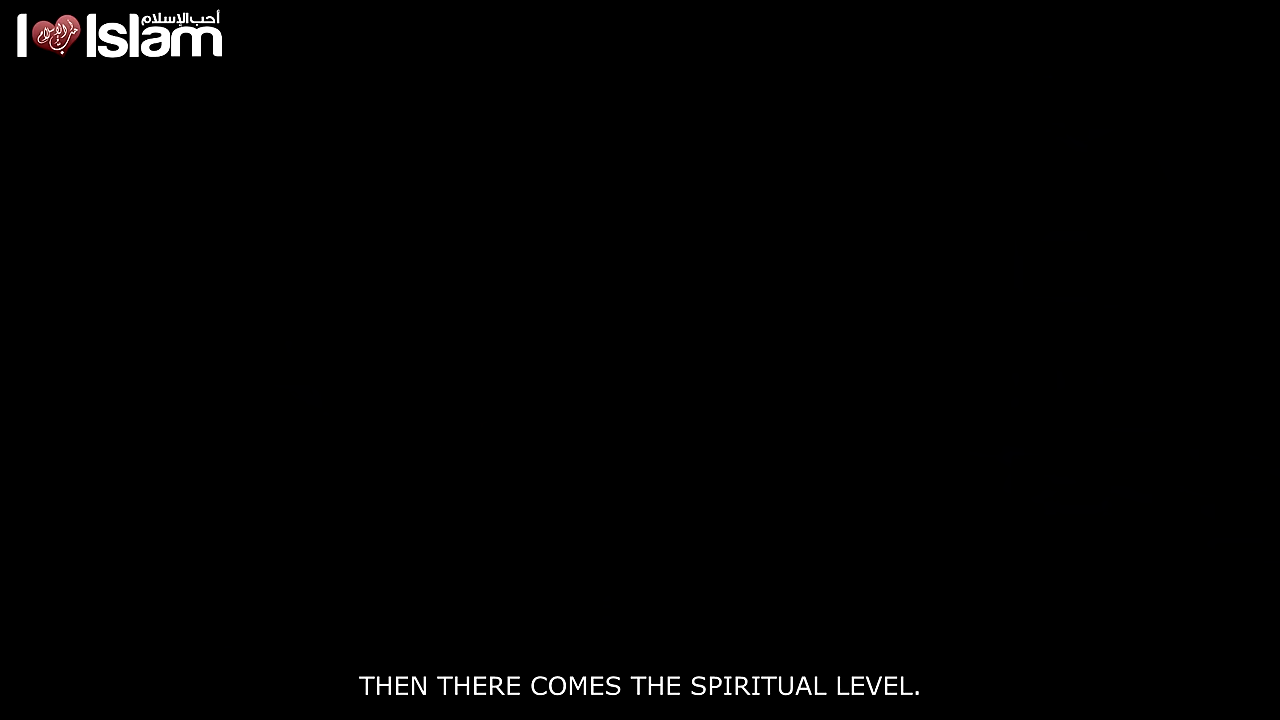 أحب الإسلام
I Islam
THEN THERE COMES THE SPIRITUAL LEVEL.